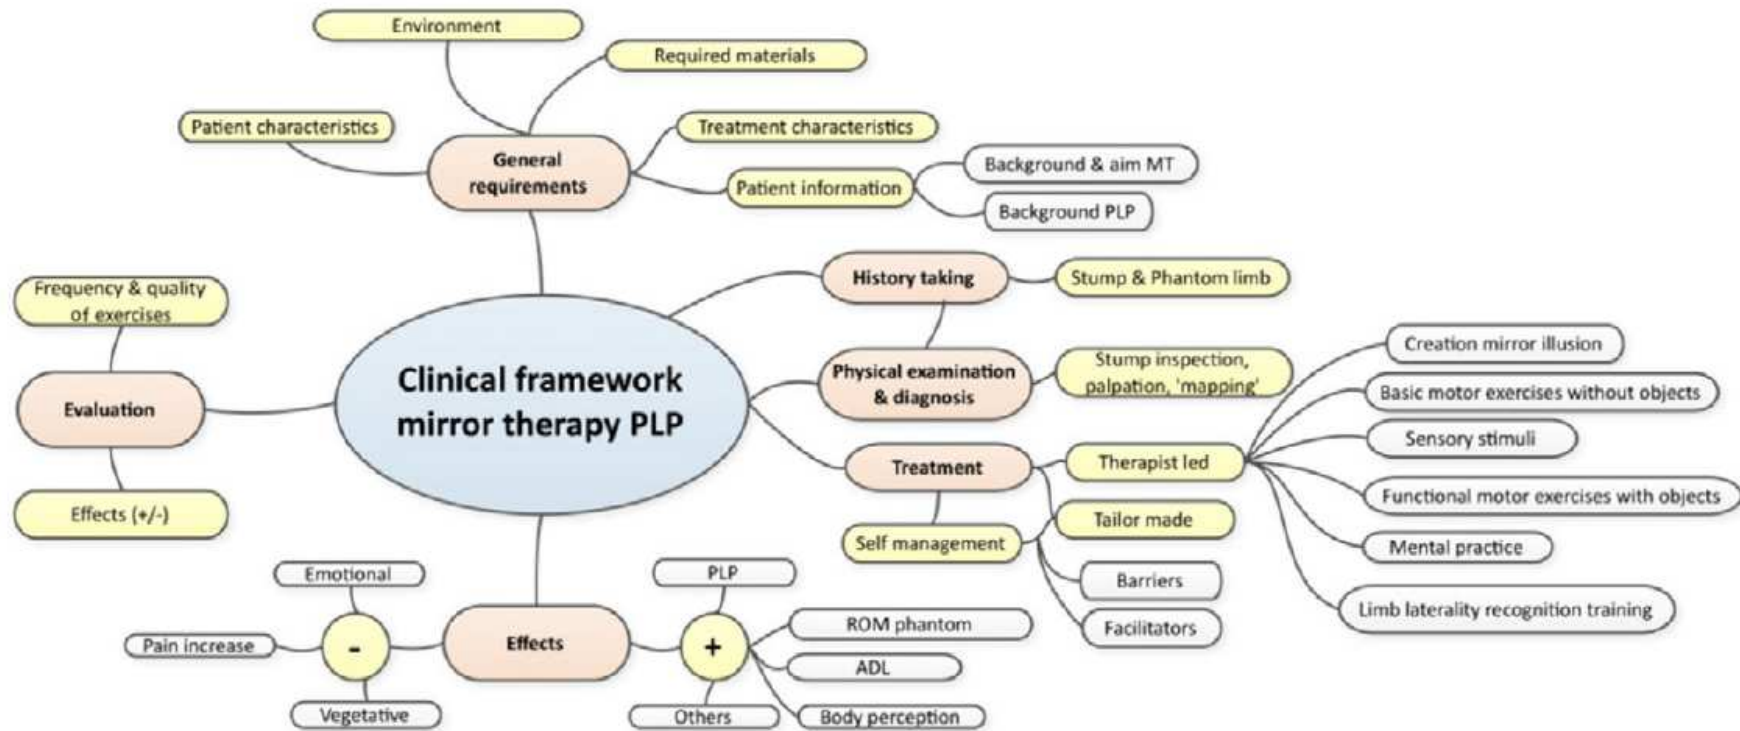 Environment
Required materials
Patient characteristics
Treatment characteristics
General
requirements
Patient information
Background & aim MT
Background PLP
History taking
Stump & Phantom limb
Frequency & quality
of exercises
Clinical framework
mirror therapy PLP
Physical examination
& diagnosis
Stump inspection,
palpation, 'mapping'
Evaluation
Effects (+/-)
Treatment
Therapist led
Tailor made
Self management
Barriers
Facilitators
Creation mirror illusion
Basic motor exercises without objects
Sensory stimuli
Functional motor exercises with objects
Mental practice
Limb laterality recognition training
Emotional
Pain increase
-
Vegetative
Effects
PLP
+
ROM phantom
ADL
Others
Body perception